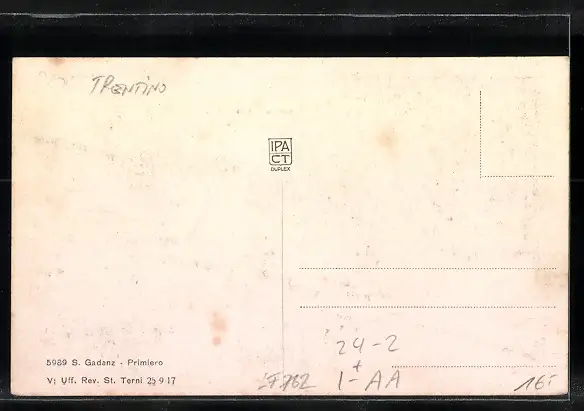 TRENTINO
IPA
CT
DUPLEX
5989 S. Gadanz - Primiero
V; Uff. Rev. St. Terni 25 9 17
24-2
+
1-AA
16-